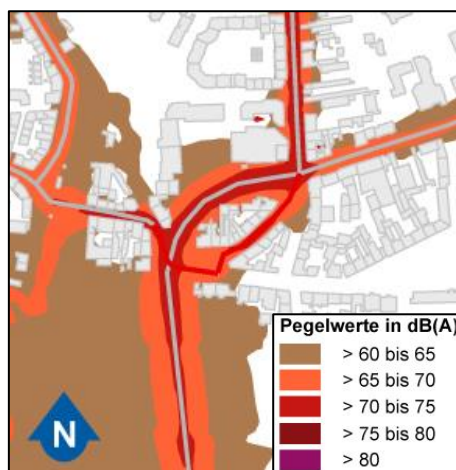 Pegelwerte in dB(A)
> 60 bis 65
> 65 bis 70
> 70 bis 75
> 75 bis 80
> 80
N